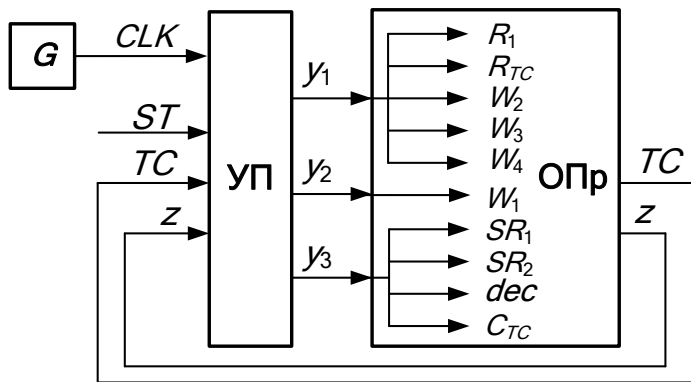 G
CLK
ST
TC
z
УП
y1
y2
y3
R1
RTC
W2
W3
W4
W1
SR1
SR2
dec
CTC
ОПр
TC
z